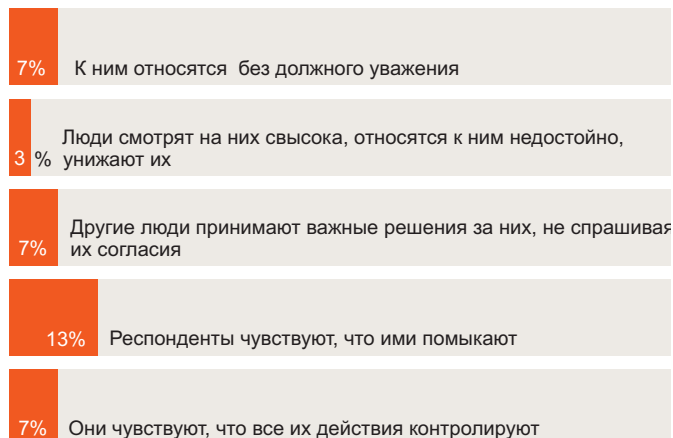 7% К ним относятся без должного уважения
Люди смотрят на них свысока, относятся к ним недостойно,
3 % унижают их
Другие люди принимают важные решения за них, не спрашивая
7% их согласия
13% Респонденты чувствуют, что ими помыкают
7% Они чувствуют, что все их действия контролируют